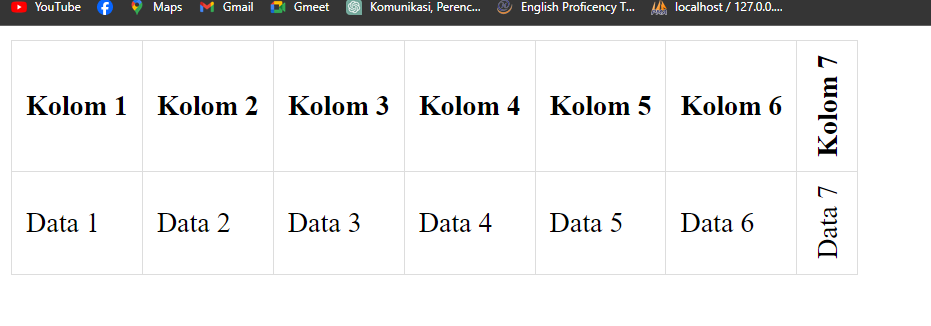 YouTube Maps Gmail Gmeet Komunikasi, Perenc... English Proficency T... localhost / 127.0.0....
Kolom 1 Kolom 2 Kolom 3 Kolom 4 Kolom 5 Kolom 6 Kolom 7
Data 1 Data 2 Data 3 Data 4 Data 5 Data 6 Data 7